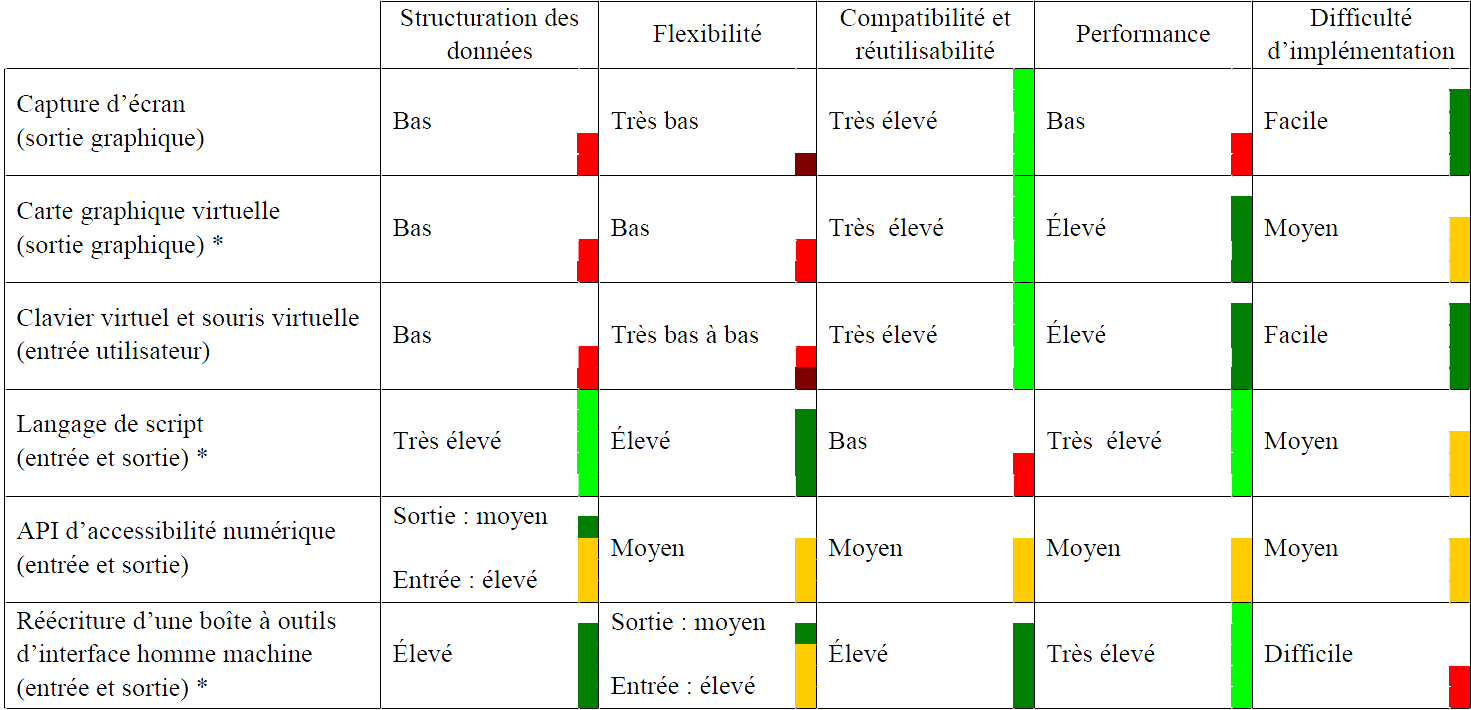 Structuration des
données
Flexibilité
Compatibilité et
réutilisabilité
Performance
Difficulté
d’implémentation
Capture d’écran
(sortie graphique)
Bas
Très bas
Très élevé
Bas
Facile
Carte graphique virtuelle
(sortie graphique) *
Bas
Bas
Très  élevé
Élevé
Moyen
Clavier virtuel et souris virtuelle
(entrée utilisateur)
Bas
Très bas à bas
Très élevé
Élevé
Facile
Langage de script
(entrée et sortie) *
Très élevé
Élevé
Bas
Très  élevé
Moyen
API d’accessibilité numérique
(entrée et sortie)
Sortie : moyen
Entrée : élevé
Moyen
Moyen
Moyen
Moyen
Réécriture d’une boîte à outils
d’interface homme machine
(entrée et sortie) *
Élevé
Sortie : moyen
Entrée : élevé
Élevé
Très élevé
Difficile